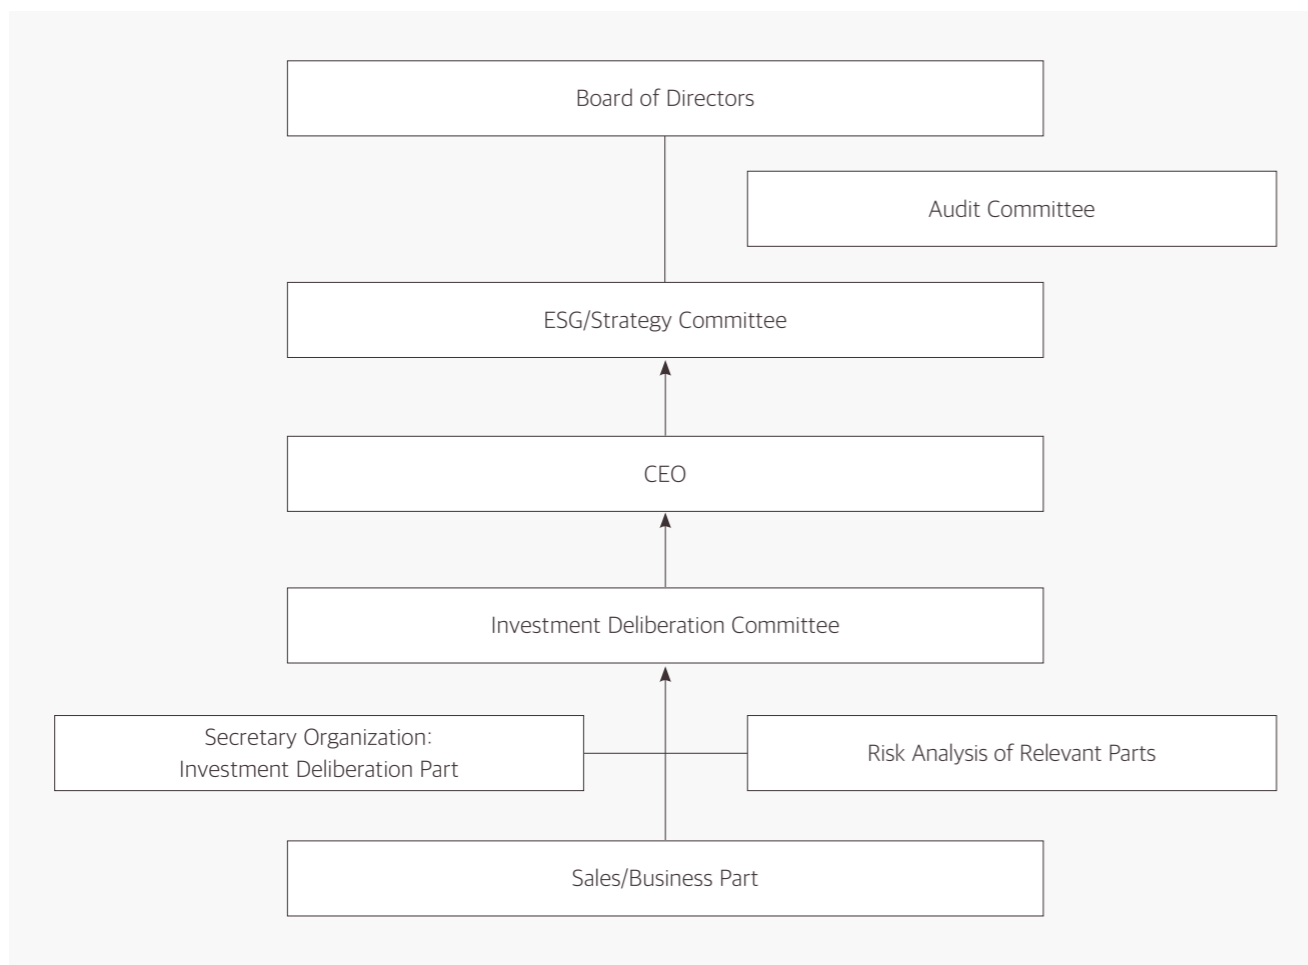 Board of Directors
Audit Committee
ESG/Strategy Committee
CEO
Investment Deliberation Committee
Secretary Organization:
Investment Deliberation Part
Risk Analysis of Relevant Parts
Sales/Business Part